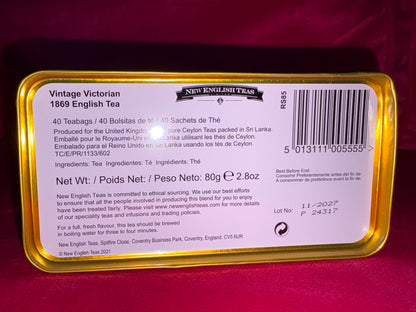 Vintage Victorian
1869 English Tea
NEW ENGLISH TEAS
RS85
40 Teabags / 40 Bolsitas de té / 40 Sachets de Thé
Produced for the United Kingdom pure Ceylon Teas packed in Sri Lanka.
Emballé pour le Royaume-Uni utilisant les thés de Ceylon.
Embalado para el Reino Unido en Sri Lanka usando los tés de Ceylon.
TC/E/PR/1133/602
Ingredients: Tea Ingredientes: Té Ingrédients: Thé
Net Wt: / Poids Net: / Peso Neto: 80g ℮ 2.8oz
New English Teas is committed to ethical sourcing. We use our best efforts
to ensure that all the people involved in producing this blend for you to enjoy
have been treated fairly. Please visit www.newenglishteas.com for more details
of our speciality teas and infusions and trading policies.
For a full, fresh flavour, this tea should be brewed
in boiling water for three to four minutes.
New English Teas, Spitfire Close, Coventry Business Park, Coventry, England. CV5 6UR
© New English Teas 2021
5 013111 005555
Best Before End:
Consumir Preferentemente antes del fin de:
A consommer de préférence avant fin de:
11/2027
Lot No: P 24317